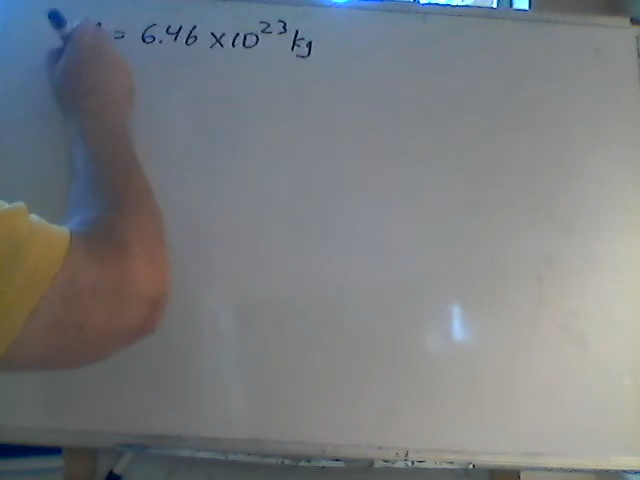 = 6.46 ×10²³ kg